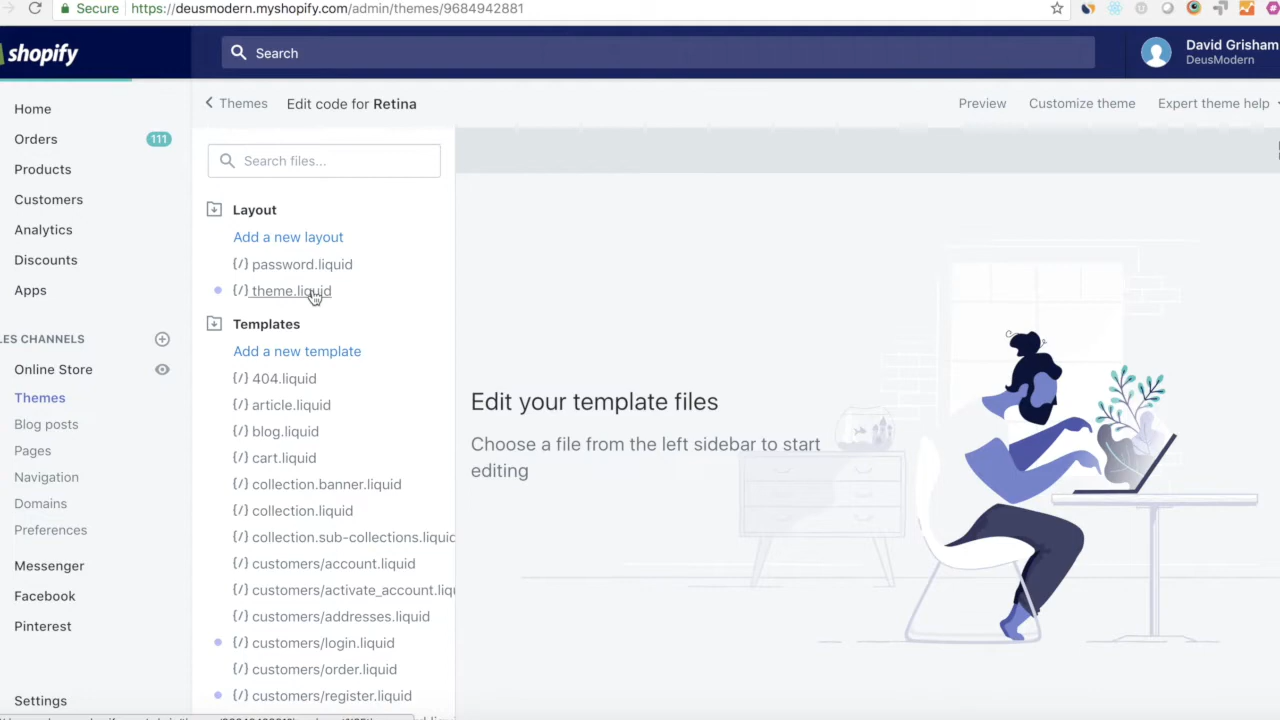 Secure https://deusmodern.myshopify.com/admin/themes/9684942881
shopify
Search
David Grisham
DeusModern
Home
Orders 111
Products
Customers
Analytics
Discounts
Apps
LES CHANNELS
Online Store
Themes
Blog posts
Pages
Navigation
Domains
Preferences
Messenger
Facebook
Pinterest
Settings
Themes Edit code for Retina
Preview Customize theme Expert theme help
Search files...
Layout
Add a new layout
{/} password.liquid
{/} theme.liquid
Templates
Add a new template
{/} 404.liquid
{/} article.liquid
{/} blog.liquid
{/} cart.liquid
{/} collection.banner.liquid
{/} collection.liquid
{/} collection.sub-collections.liquid
{/} customers/account.liquid
{/} customers/activate_account.liqu
{/} customers/addresses.liquid
{/} customers/login.liquid
{/} customers/order.liquid
{/} customers/register.liquid
Edit your template files
Choose a file from the left sidebar to start
editing